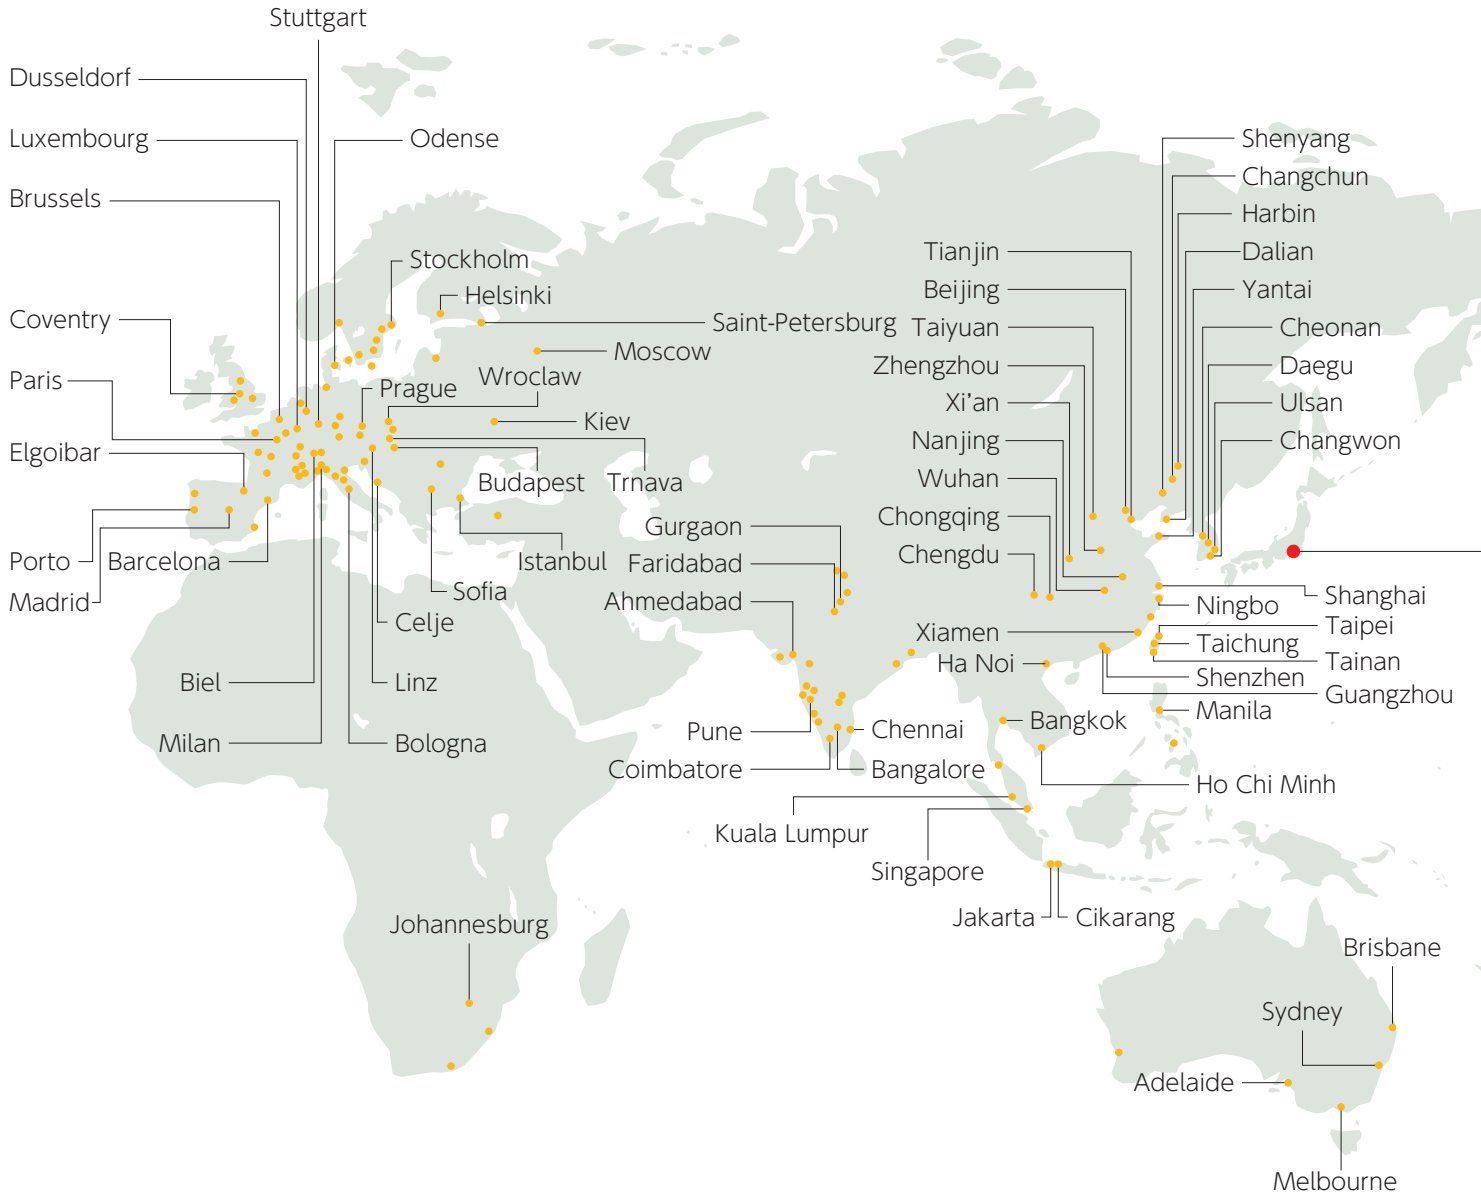 Stuttgart
Dusseldorf
Luxembourg
Odense
Brussels
Stockholm
Helsinki
Coventry
Saint-Petersburg
Moscow
Paris
Prague
Wroclaw
Kiev
Elgoibar
Budapest
Trnava
Porto
Barcelona
Istanbul
Madrid
Sofia
Celje
Biel
Linz
Milan
Bologna
Shenyang
Changchun
Harbin
Tianjin
Dalian
Beijing
Yantai
Taiyuan
Cheonan
Zhengzhou
Daegu
Xi’an
Ulsan
Nanjing
Changwon
Wuhan
Chongqing
Gurgaon
Chengdu
Faridabad
Ahmedabad
Shanghai
Ningbo
Taipei
Xiamen
Taichung
Ha Noi
Tainan
Shenzhen
Guangzhou
Manila
Bangkok
Pune
Chennai
Coimbatore
Bangalore
Ho Chi Minh
Kuala Lumpur
Singapore
Jakarta
Cikarang
Johannesburg
Brisbane
Sydney
Adelaide
Melbourne